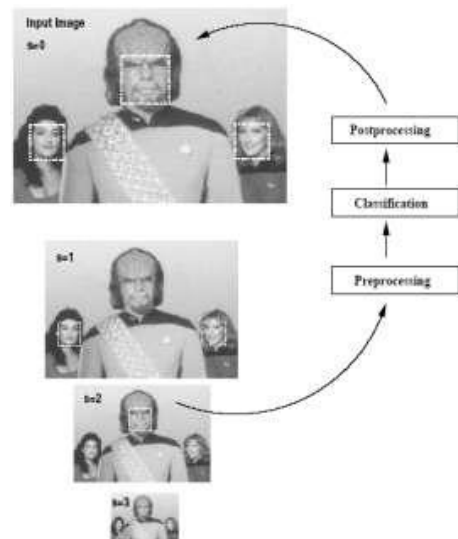 Input Image
s=0
Postprocessing
Classification
Preprocessing
s=1
s=2
s=3